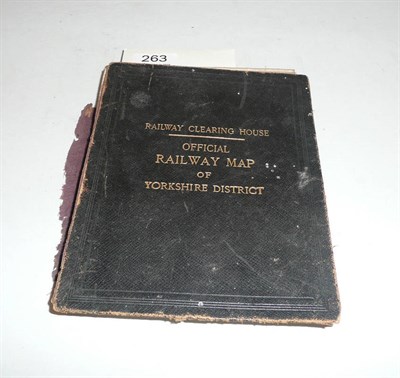 263
RAILWAY CLEARING HOUSE
OFFICIAL
RAILWAY MAP
OF
YORKSHIRE DISTRICT